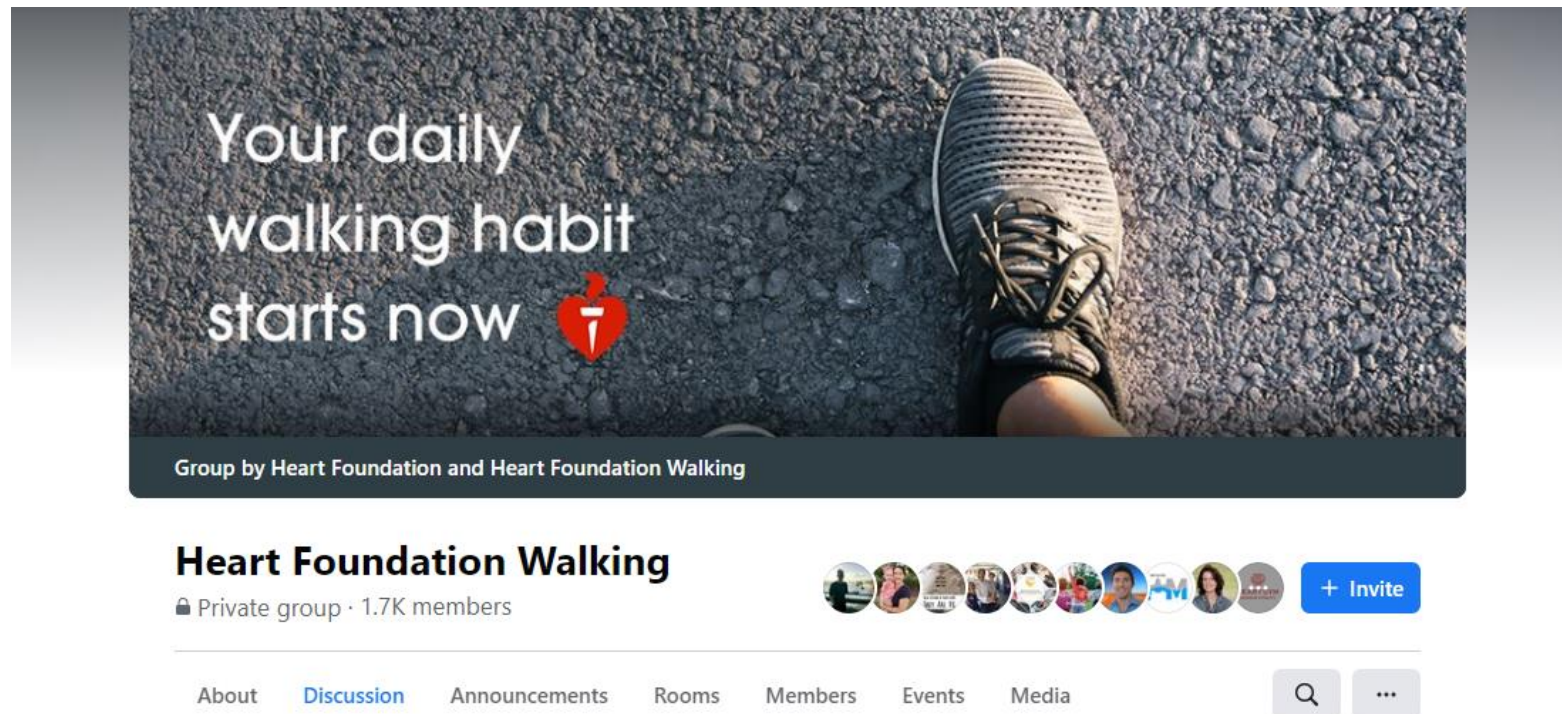 Your daily
walking habit
starts now
Group by Heart Foundation and Heart Foundation Walking
Heart Foundation Walking
Private group · 1.7K members
+ Invite
About Discussion Announcements Rooms Members Events Media